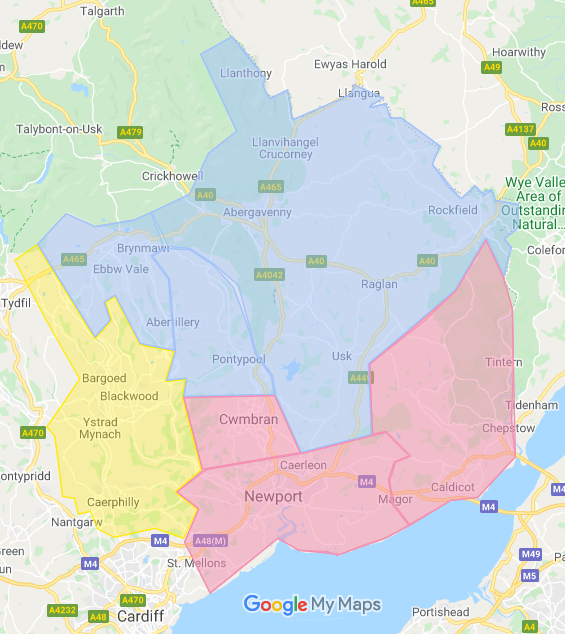 Talgarth
A465
A470
ddew
Ewyas Harold
Hoarwithy
Llanthony
A49
Llangua
Ross
Talybont-on-Usk
A479
A4137
Llanvihangel
Crucorney
A40
Crickhowell
Wye Valley
Area of
Outstanding
Natural...
A465
A40
Abergavenny
Rockfield
Brynmawr
A465
Ebbw Vale
A40
A40
Coleford
A4042
Tydfil
Raglan
Abertillery
Pontypool
Usk
Tintern
Bargoed
A449
Blackwood
Tidenham
Ystrad
Mynach
Cwmbran
Chepstow
A470
Caerleon
ontypridd
M4
Caldicot
M4
Newport
Magor
Caerphilly
M4
Nantgarw
A48(M)
M4
Green
un
M49
St. Mellons
M5
Google My Maps
A470
A4232
A48
Cardiff
Portishead
A4